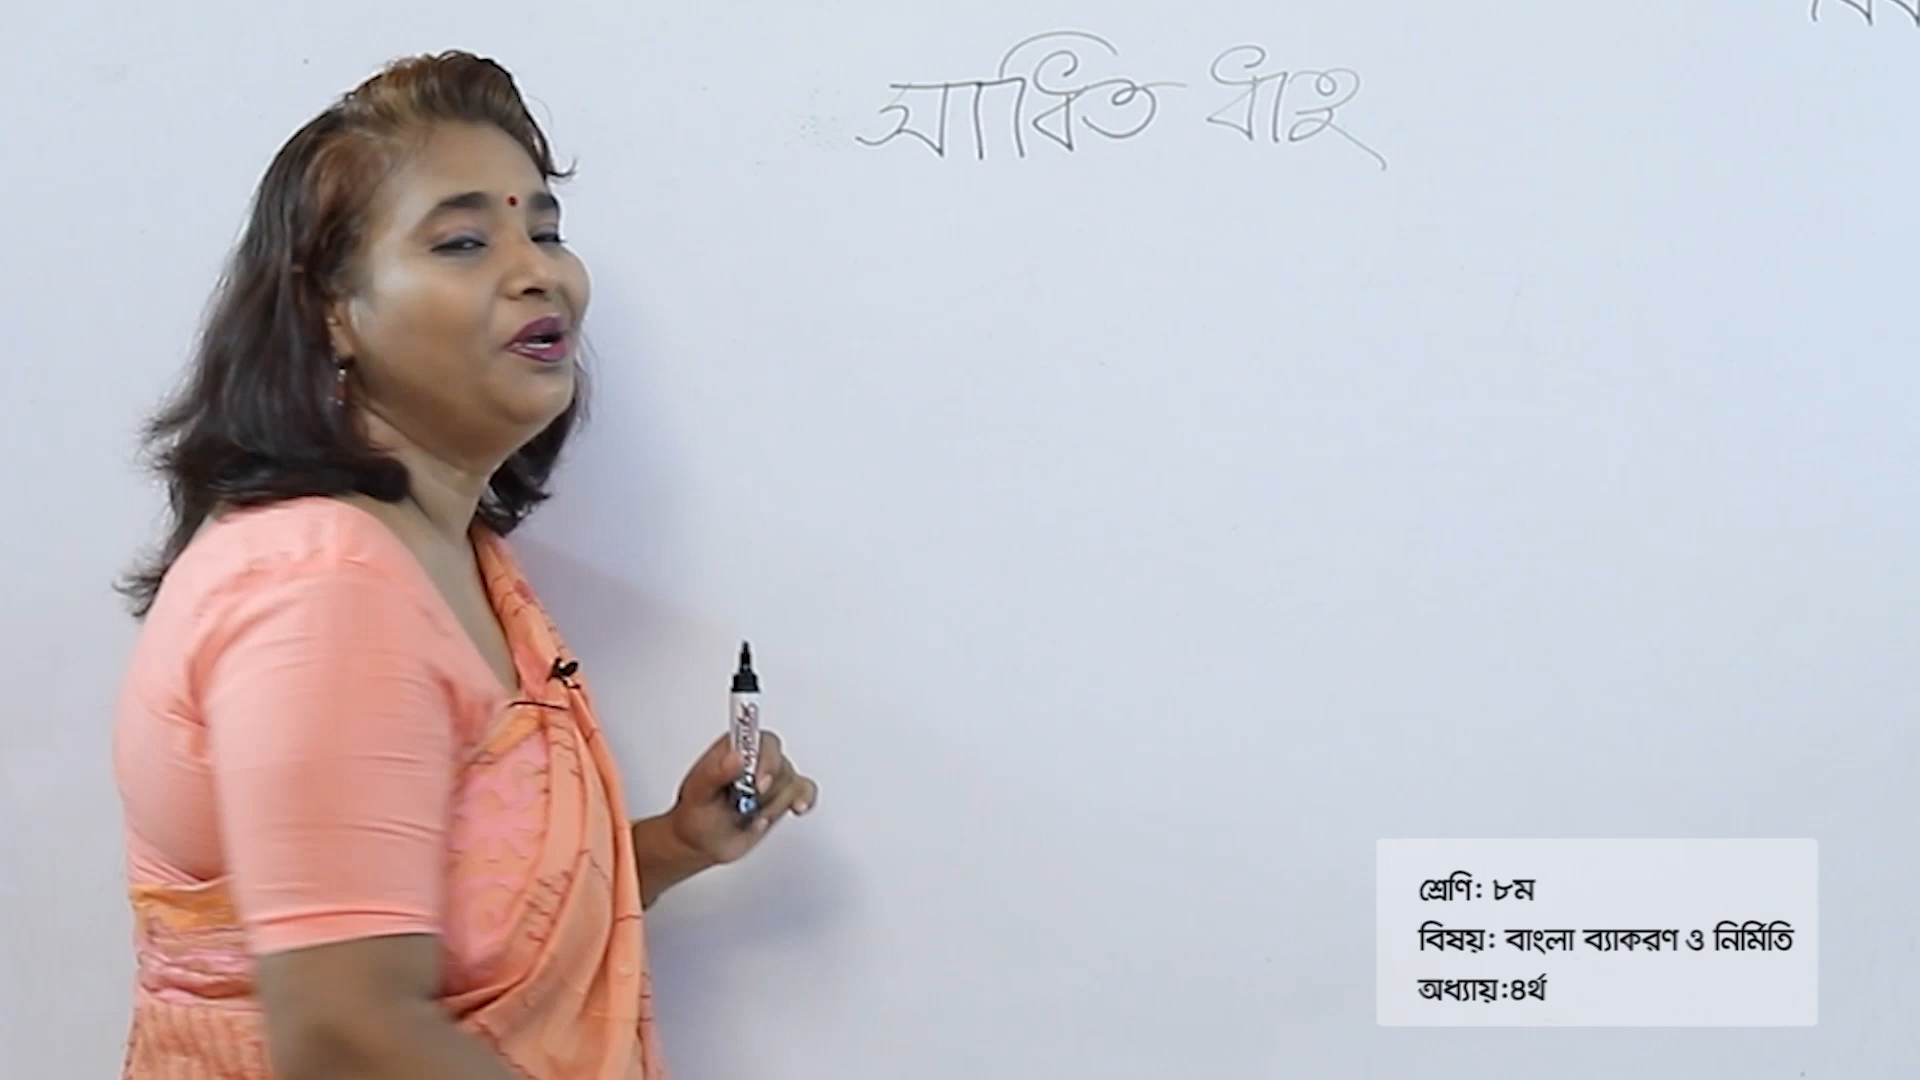 সাধিত ধাতু
শ্রেণি: ৮ম
বিষয়: বাংলা ব্যাকরণ ও নির্মিতি
অধ্যায়:৪র্থ